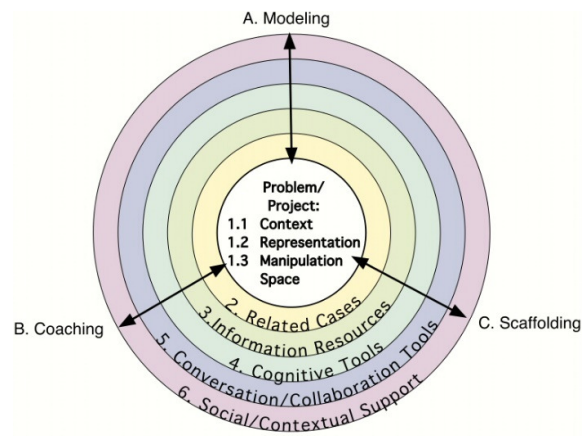 A. Modeling
Problem/
Project:
1.1 Context
1.2 Representation
1.3 Manipulation
Space
2. Related Cases
3.Information Resources
4. Cognitive Tools
5. Conversation/Collaboration Tools
6. Social/Contextual Support
B. Coaching
C. Scaffolding